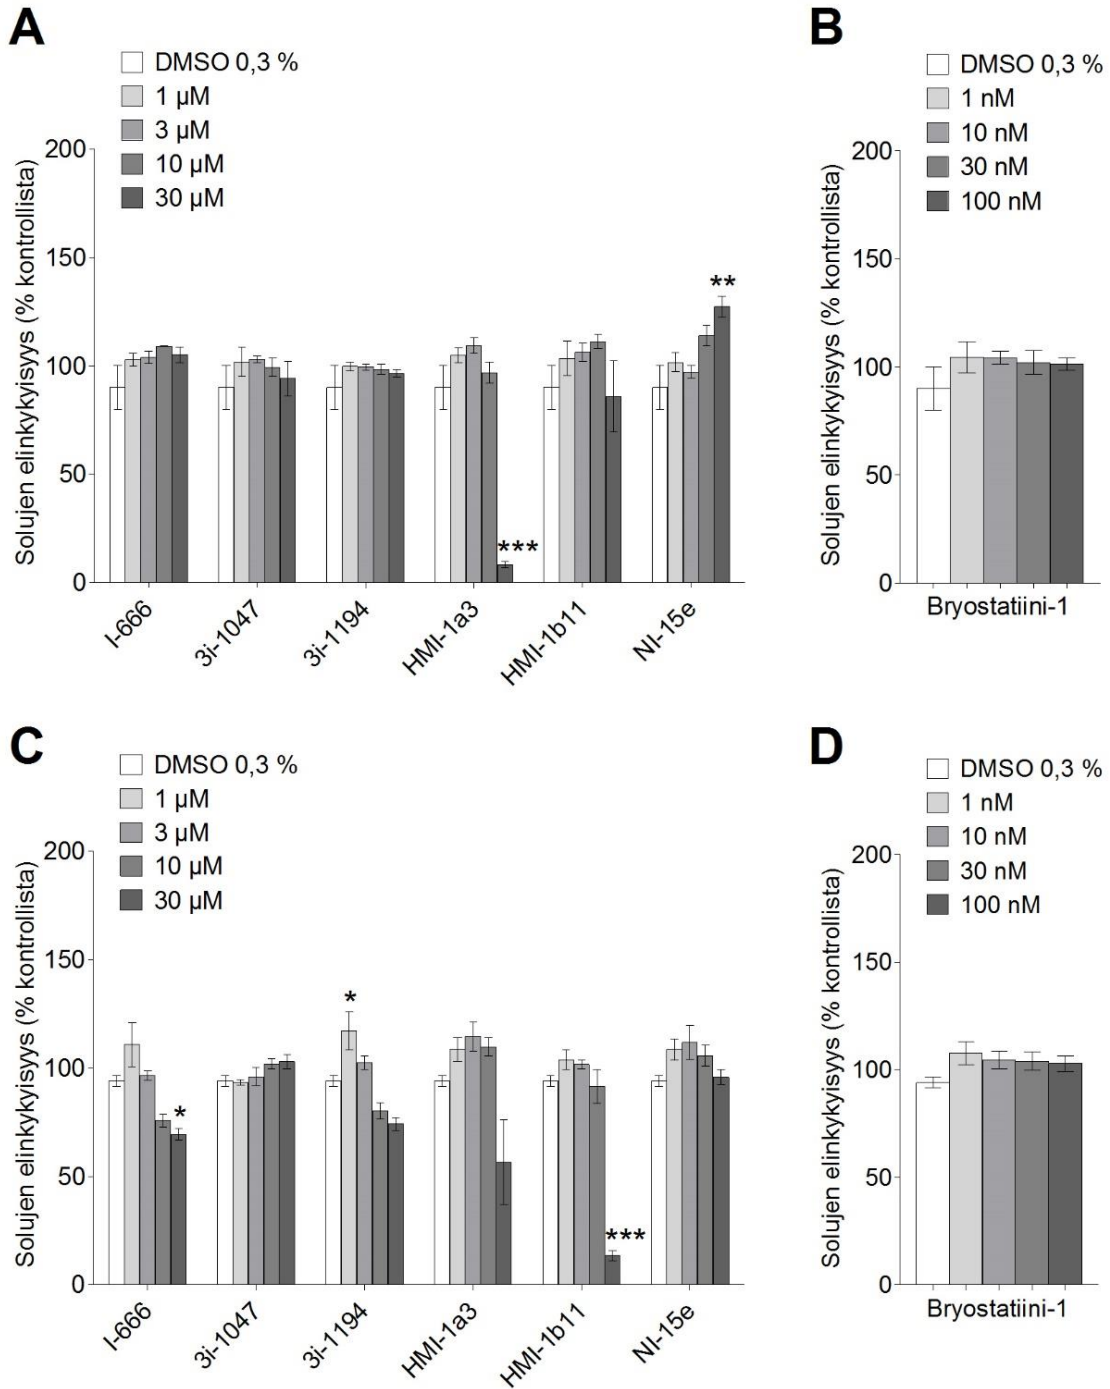 A
DMSO 0,3 %
1 µM
3 µM
10 µM
30 µM
Solujen elinkykyisyys (% kontrollista)
200
150
100
50
0
**
***
I-666
3i-1047
3i-1194
HMI-1a3
HMI-1b11
NI-15e
B
DMSO 0,3 %
1 nM
10 nM
30 nM
100 nM
Solujen elinkykyisyys (% kontrollista)
200
150
100
50
0
Bryostatiini-1
C
DMSO 0,3 %
1 µM
3 µM
10 µM
30 µM
Solujen elinkykyisyys (% kontrollista)
200
150
100
50
0
*
*
***
I-666
3i-1047
3i-1194
HMI-1a3
HMI-1b11
NI-15e
D
DMSO 0,3 %
1 nM
10 nM
30 nM
100 nM
Solujen elinkykyisyys (% kontrollista)
200
150
100
50
0
Bryostatiini-1